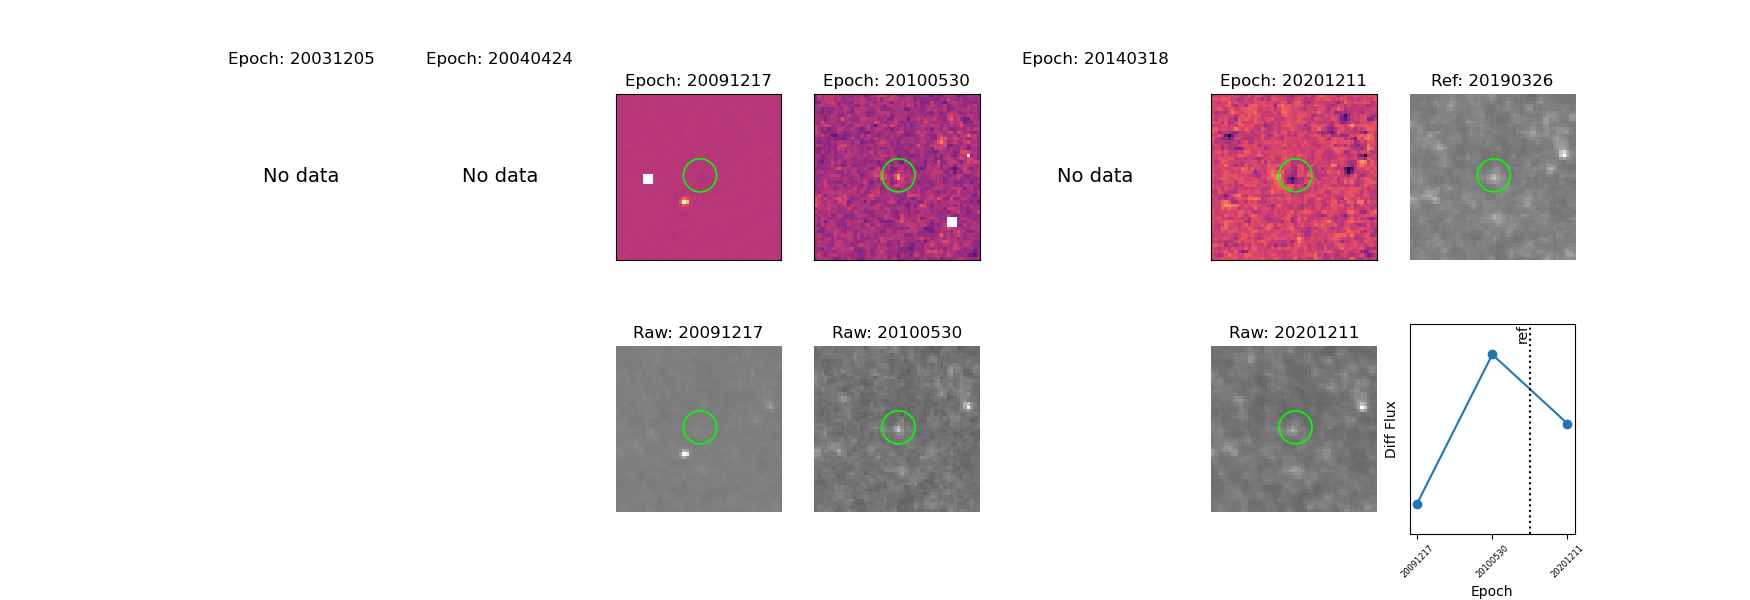 Epoch: 20031205
Epoch: 20040424
Epoch: 20091217
Epoch: 20100530
Epoch: 20140318
Epoch: 20201211
Ref: 20190326
No data
No data
No data
Raw: 20091217
Raw: 20100530
Raw: 20201211
ref
Diff Flux
20091217
20100530
20201211
Epoch